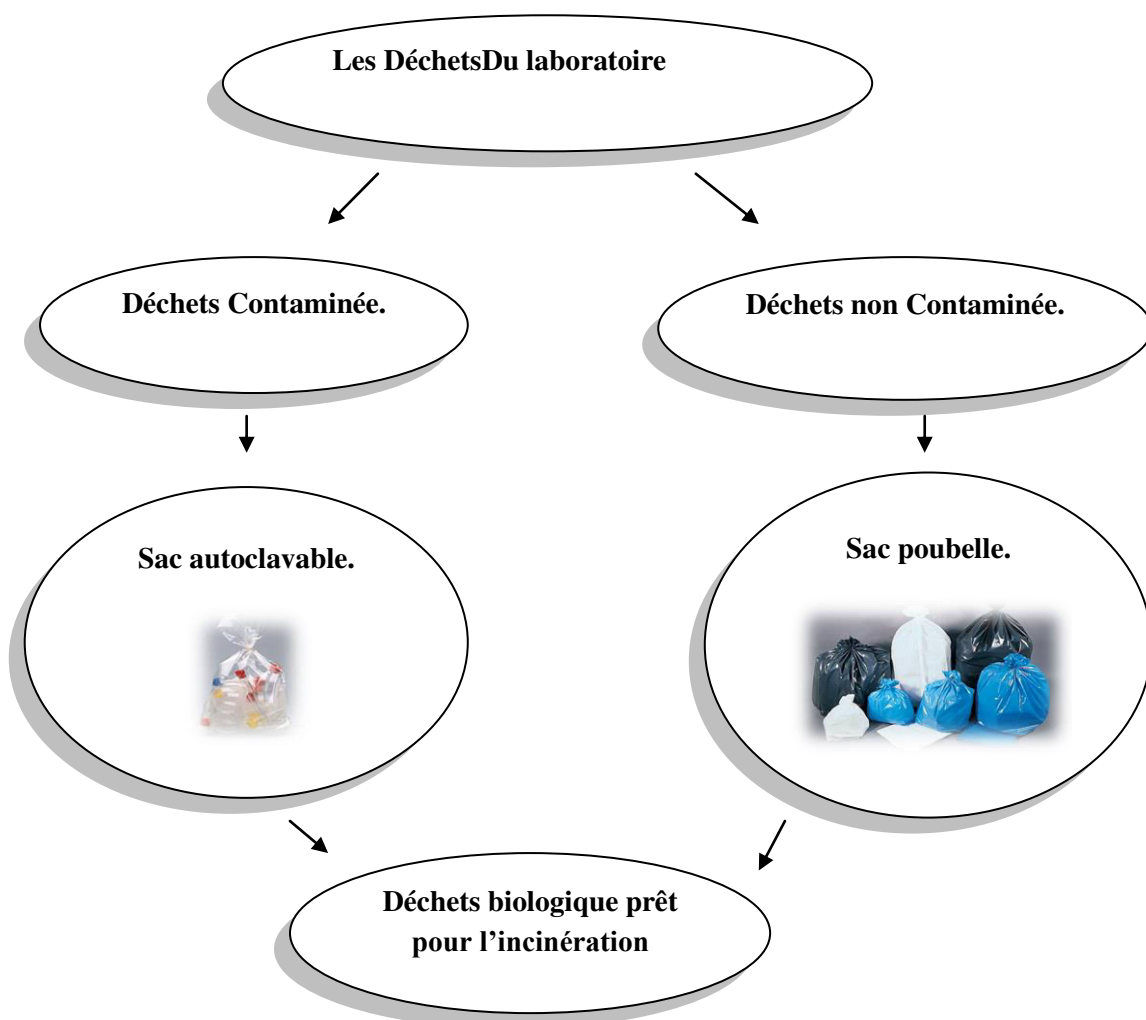 Les DéchetsDu laboratoire
Déchets Contaminée.
Déchets non Contaminée.
Sac autoclavable.
Sac poubelle.
Déchets biologique prêt
pour l'incinération